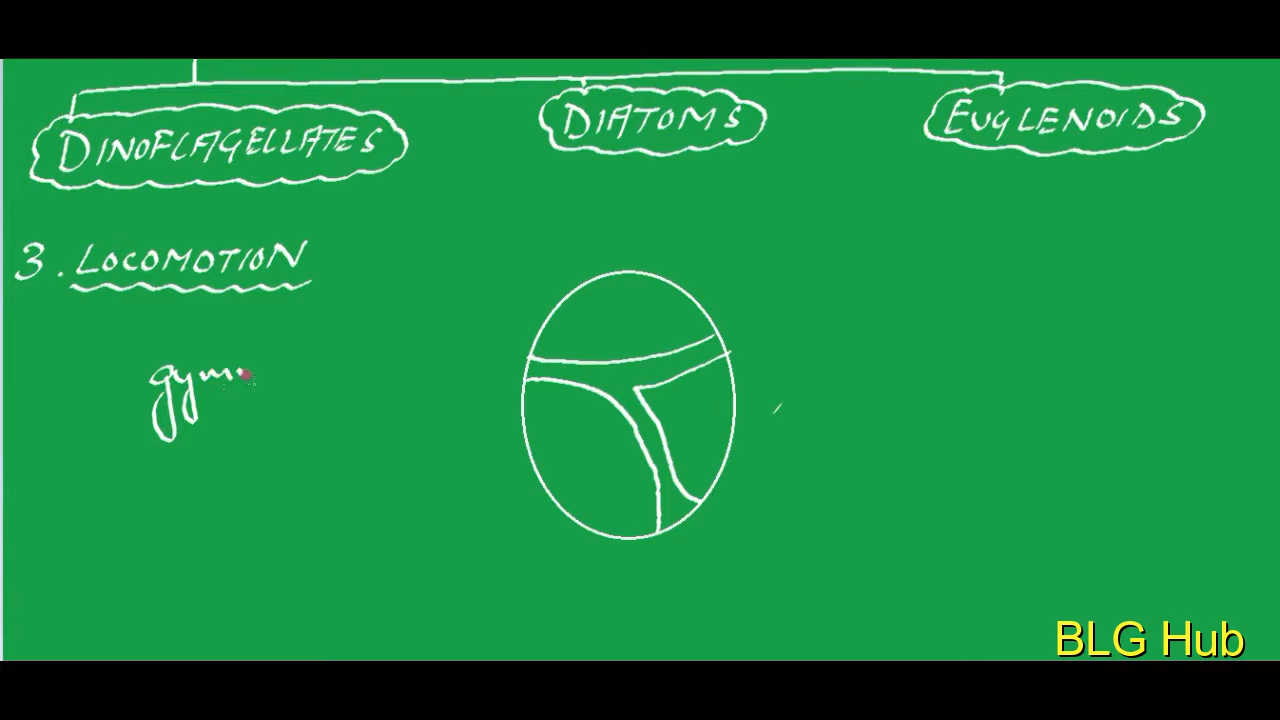 DINOFLAGELLATES DIATOMS EUGLENOIDS
3. LOCOMOTION
gym
BLG Hub